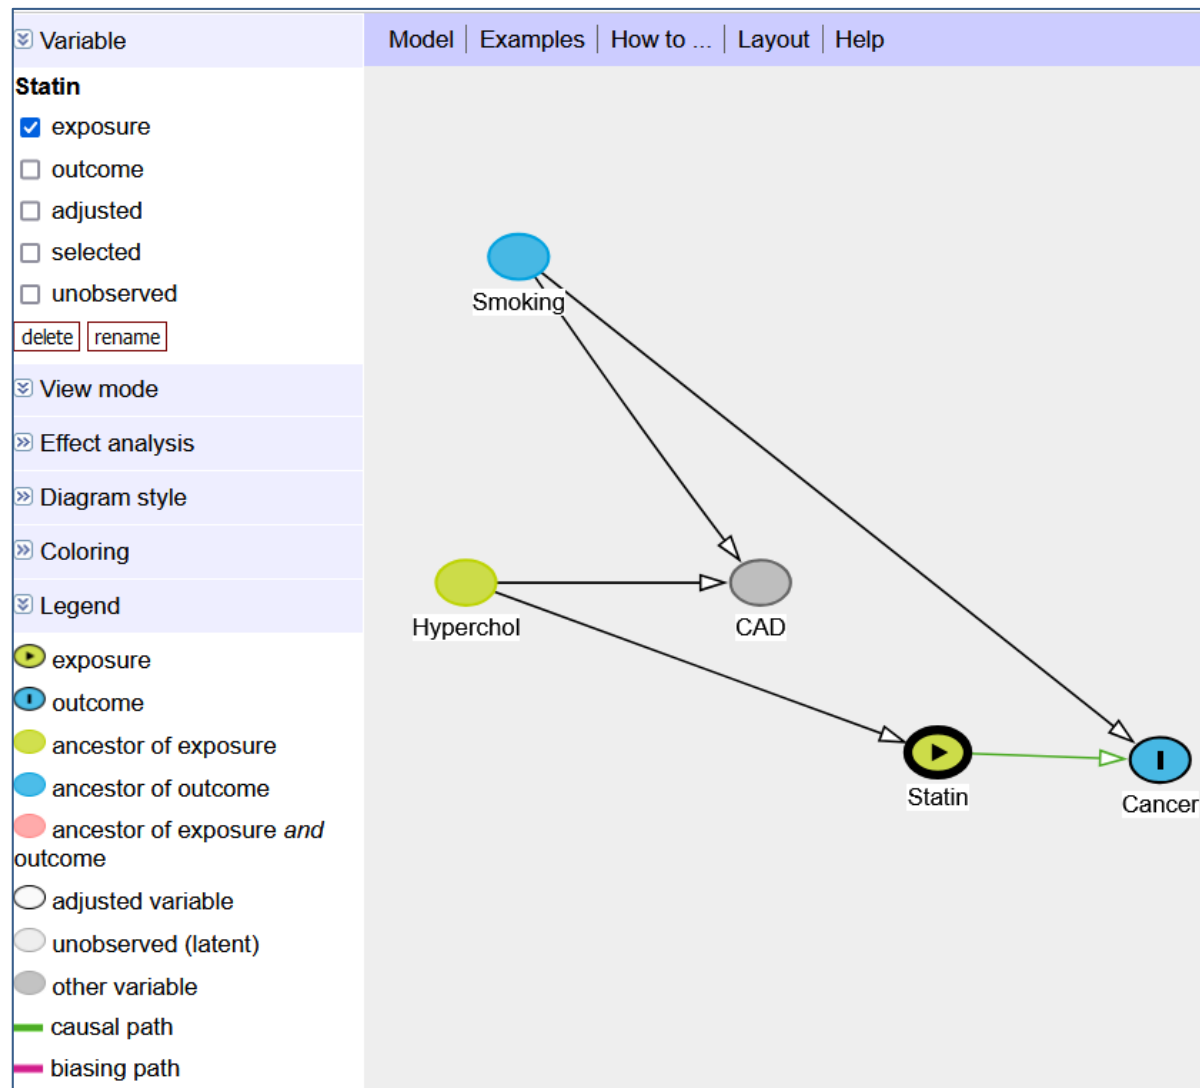 Variable
Statin
exposure
outcome
adjusted
selected
unobserved
delete rename
View mode
Effect analysis
Diagram style
Coloring
Legend
exposure
outcome
ancestor of exposure
ancestor of outcome
ancestor of exposure and
outcome
adjusted variable
unobserved (latent)
other variable
causal path
biasing path
Model Examples How to ... Layout Help
Smoking
Hyperchol
CAD
Statin
Cancer